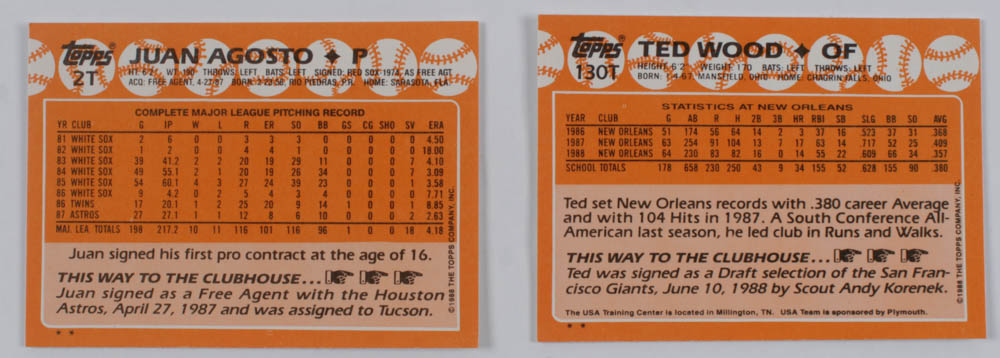 Topps
2T
JUAN AGOSTO ♦ P
HT: 6'2" WT: 190 THROWS: LEFT BATS: LEFT SIGNED: RED SOX 1974, AS FREE AGT
ACQ: FREE AGENT, 4-27-87 BORN: 2-23-58, RIO PIEDRAS, P.R. HOME: SARASOTA, FLA.
COMPLETE MAJOR LEAGUE PITCHING RECORD
YR CLUB G IP W L R ER SO BB GS CG SHO SV ERA
81 WHITE SOX 2 6 0 0 4 3 3 0 0 0 0 0 4.50
82 WHITE SOX 1 2 0 0 4 4 1 0 0 0 0 0 18.00
83 WHITE SOX 39 41.2 2 2 20 19 29 11 0 0 0 7 4.10
84 WHITE SOX 49 55.1 2 1 20 19 26 34 0 0 0 7 3.09
85 WHITE SOX 54 60.1 4 3 27 24 39 23 0 0 0 1 3.58
86 WHITE SOX 9 4.2 0 2 5 4 3 4 0 0 0 0 7.71
86 TWINS 17 20.1 1 2 25 20 9 14 1 0 0 1 8.85
87 ASTROS 27 27.1 1 1 12 8 6 10 0 0 0 2 2.63
MAJ. LEA TOTALS 198 217.2 10 11 116 101 116 96 1 0 0 18 4.18
Juan signed his first pro contract at the age of 16.
THIS WAY TO THE CLUBHOUSE...
Juan signed as a Free Agent with the Houston
Astros, April 27, 1987 and was assigned to Tucson.
©1988 THE TOPPS COMPANY, INC.
* *
Topps
130T
TED WOOD ♦ OF
HEIGHT: 6'2" WEIGHT: 170 BATS: LEFT THROWS: LEFT
BORN: 1-4-67, MANSFIELD, OHIO HOME: CHAGRIN FALLS, OHIO
STATISTICS AT NEW ORLEANS
YEAR CLUB G AB R H 2B 3B HR RBI SB SLG BB SO AVG
1986 NEW ORLEANS 51 174 56 64 16 2 3 37 16 .523 37 31 .368
1987 NEW ORLEANS 63 254 91 104 13 7 17 63 14 .717 52 25 .409
1988 NEW ORLEANS 64 230 83 82 16 0 14 55 22 .609 66 34 .357
SCHOOL TOTALS 178 658 230 250 43 9 34 155 52 .628 155 90 .380
Ted set New Orleans records with .380 career Average
and with 104 Hits in 1987. A South Conference All-
American last season, he led club in Runs and Walks.
THIS WAY TO THE CLUBHOUSE...
Ted was signed as a Draft selection of the San Fran-
cisco Giants, June 10, 1988 by Scout Andy Korenek.
The USA Training Center is located in Millington, TN. USA Team is sponsored by Plymouth.
©1988 THE TOPPS COMPANY, INC.
* *